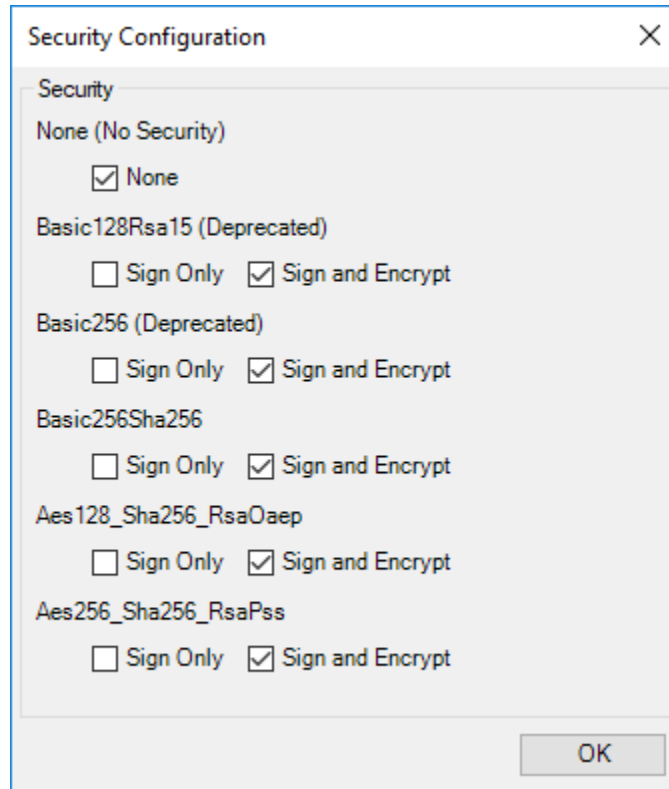 Security Configuration
Security
None (No Security)
None
Basic128Rsa15 (Deprecated)
Sign Only Sign and Encrypt
Basic256 (Deprecated)
Sign Only Sign and Encrypt
Basic256Sha256
Sign Only Sign and Encrypt
Aes128_Sha256_RsaOaep
Sign Only Sign and Encrypt
Aes256_Sha256_RsaPss
Sign Only Sign and Encrypt
OK